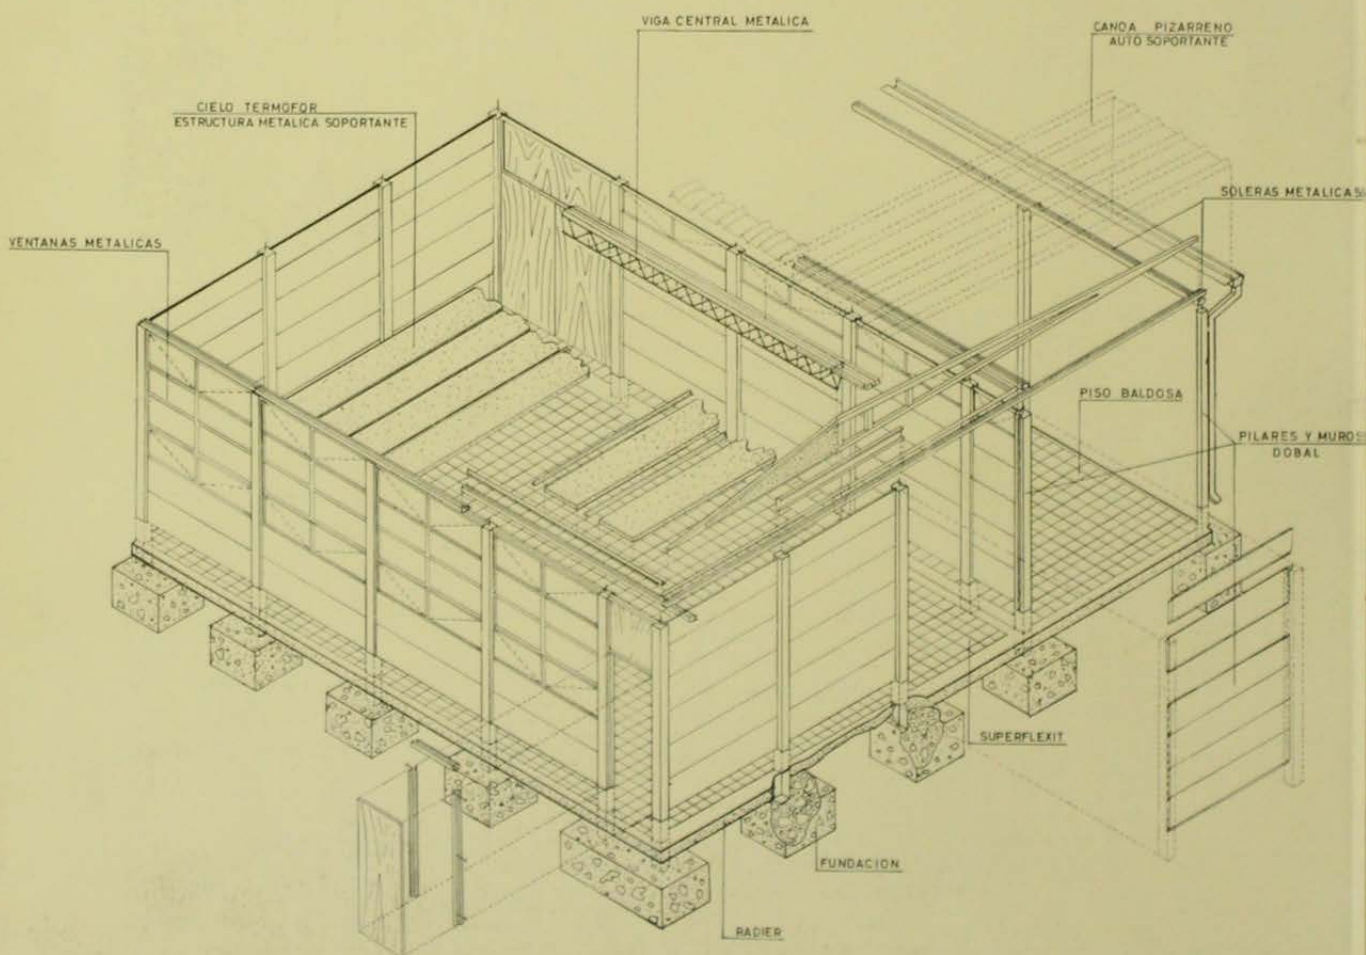 VIGA CENTRAL METALICA
CANOA PIZARREÑO
AUTO SOPORTANTE
CIELO TERMOFOR
ESTRUCTURA METALICA SOPORTANTE
SOLERAS METALICAS
VENTANAS METALICAS
PISO BALDOSA
PILARES Y MUROS
DOBAL
SUPERFLEXIT
FUNDACION
RADIER